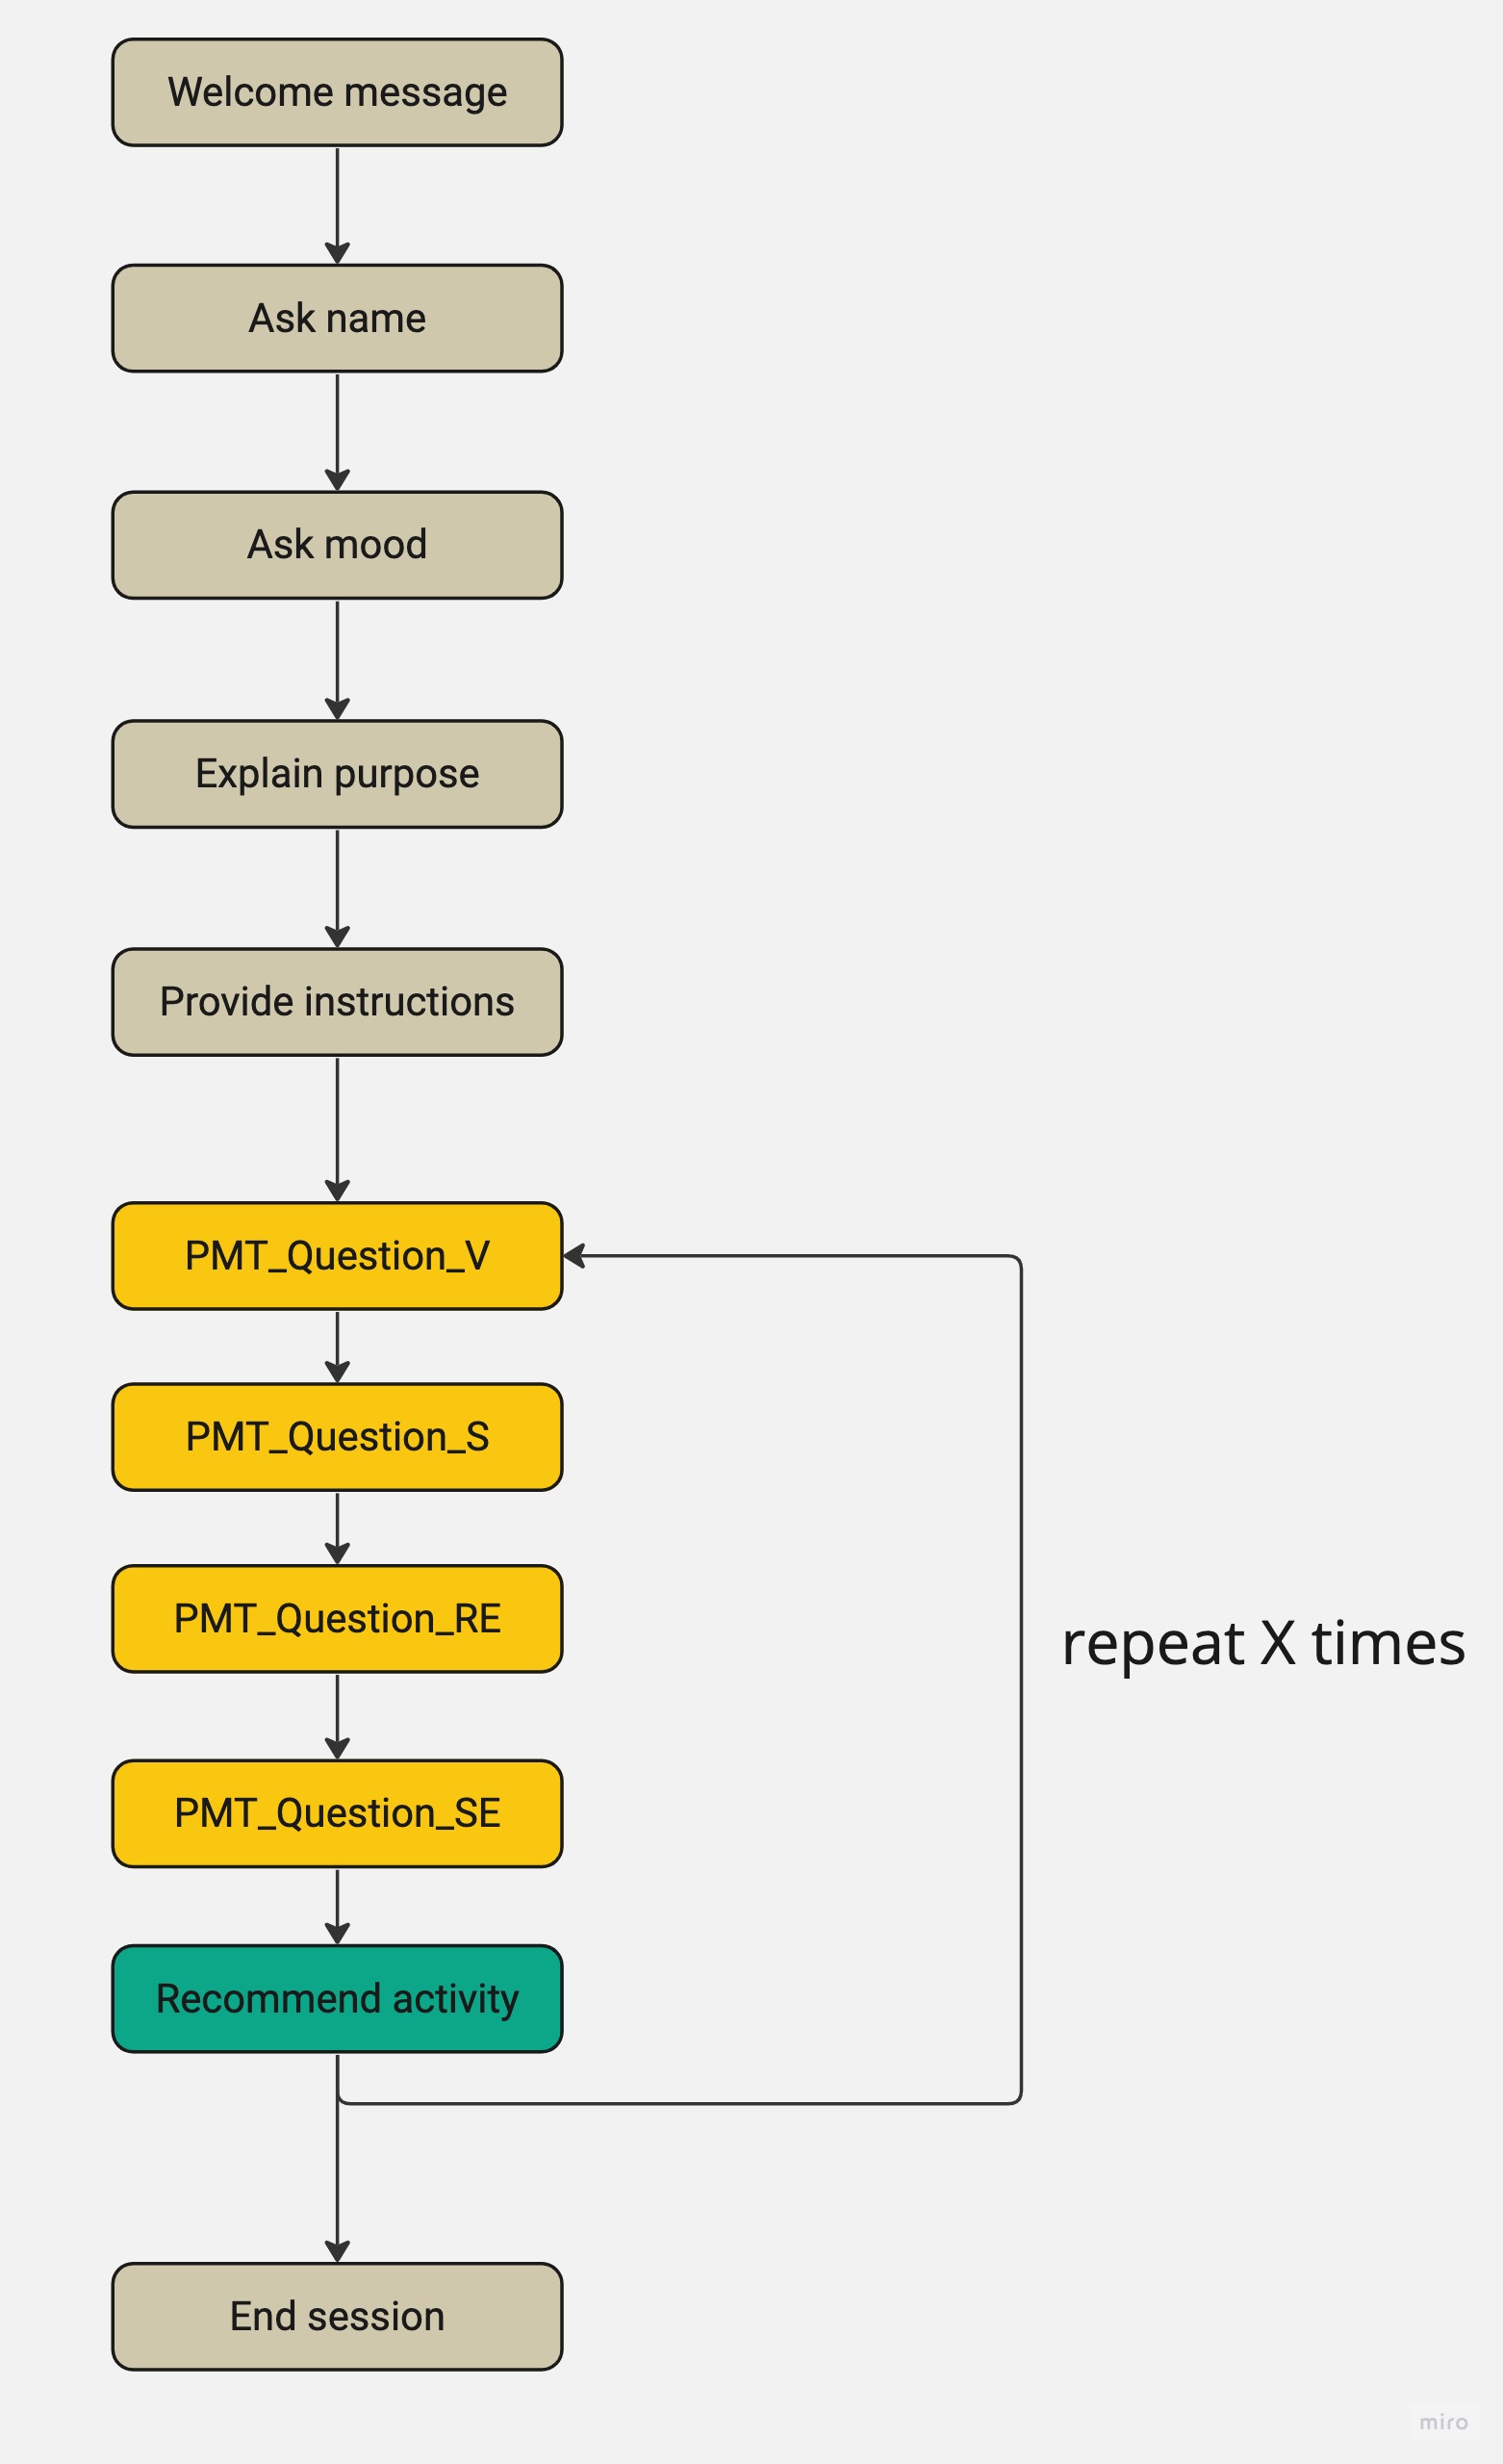 Welcome message
Ask name
Ask mood
Explain purpose
Provide instructions
PMT_Question_V
PMT_Question_S
PMT_Question_RE
repeat X times
PMT_Question_SE
Recommend activity
End session
miro